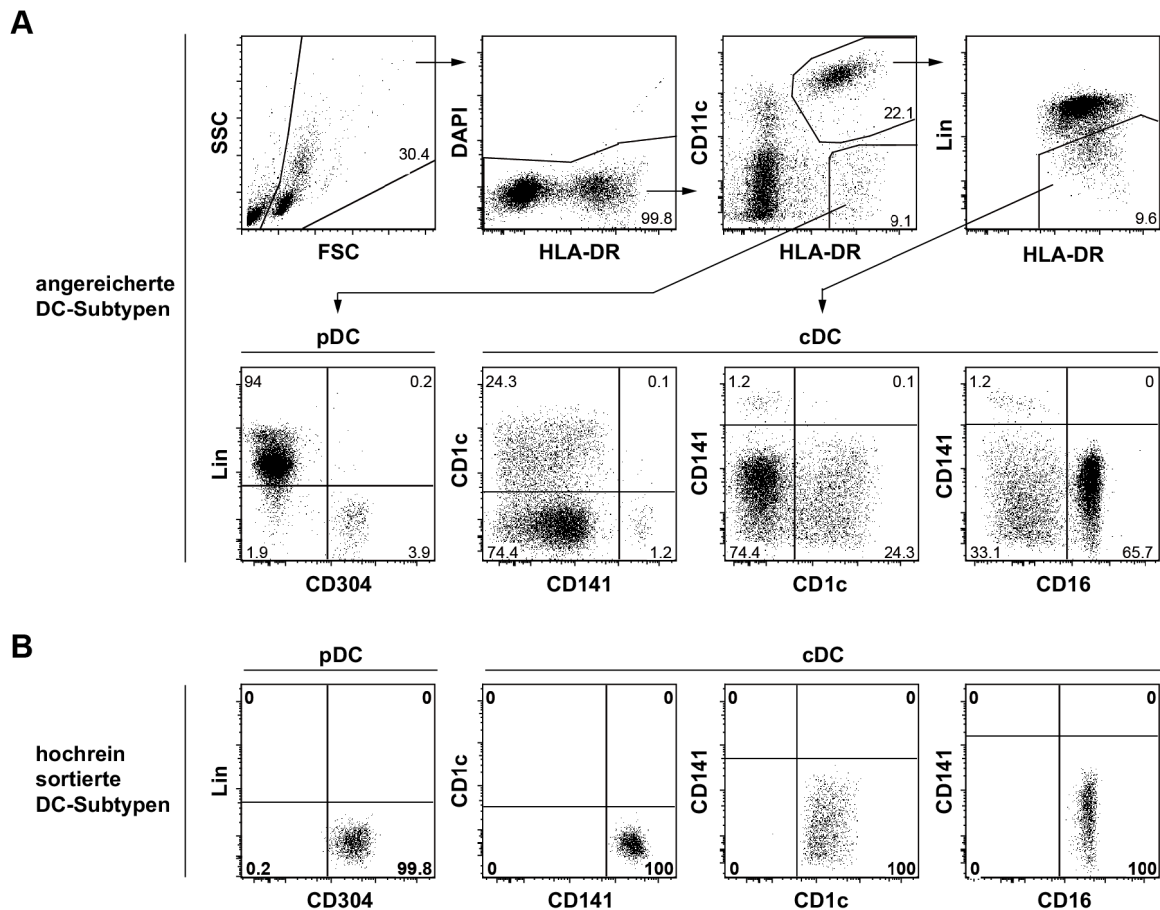 A
SSC
30.4
FSC
DAPI
99.8
HLA-DR
CD11c
22.1
9.1
HLA-DR
Lin
9.6
HLA-DR
angereicherte
DC-Subtypen
pDC
cDC
94
0.2
Lin
1.9
3.9
CD304
24.3
0.1
CD1c
74.4
1.2
CD141
1.2
0.1
CD141
74.4
24.3
CD1c
1.2
0
CD141
33.1
65.7
CD16
B
pDC
cDC
hochrein
sortierte
DC-Subtypen
0
0
Lin
0.2
99.8
CD304
0
0
CD1c
0
100
CD141
0
0
CD141
0
100
CD1c
0
0
CD141
0
100
CD16